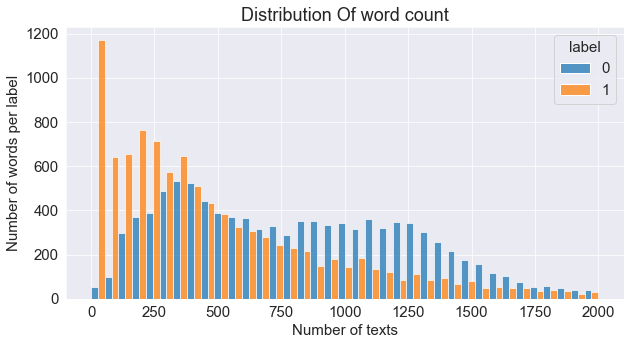 Distribution Of word count
label
0
1
Number of words per label
1200
1000
800
600
400
200
0
0 250 500 750 1000 1250 1500 1750 2000
Number of texts